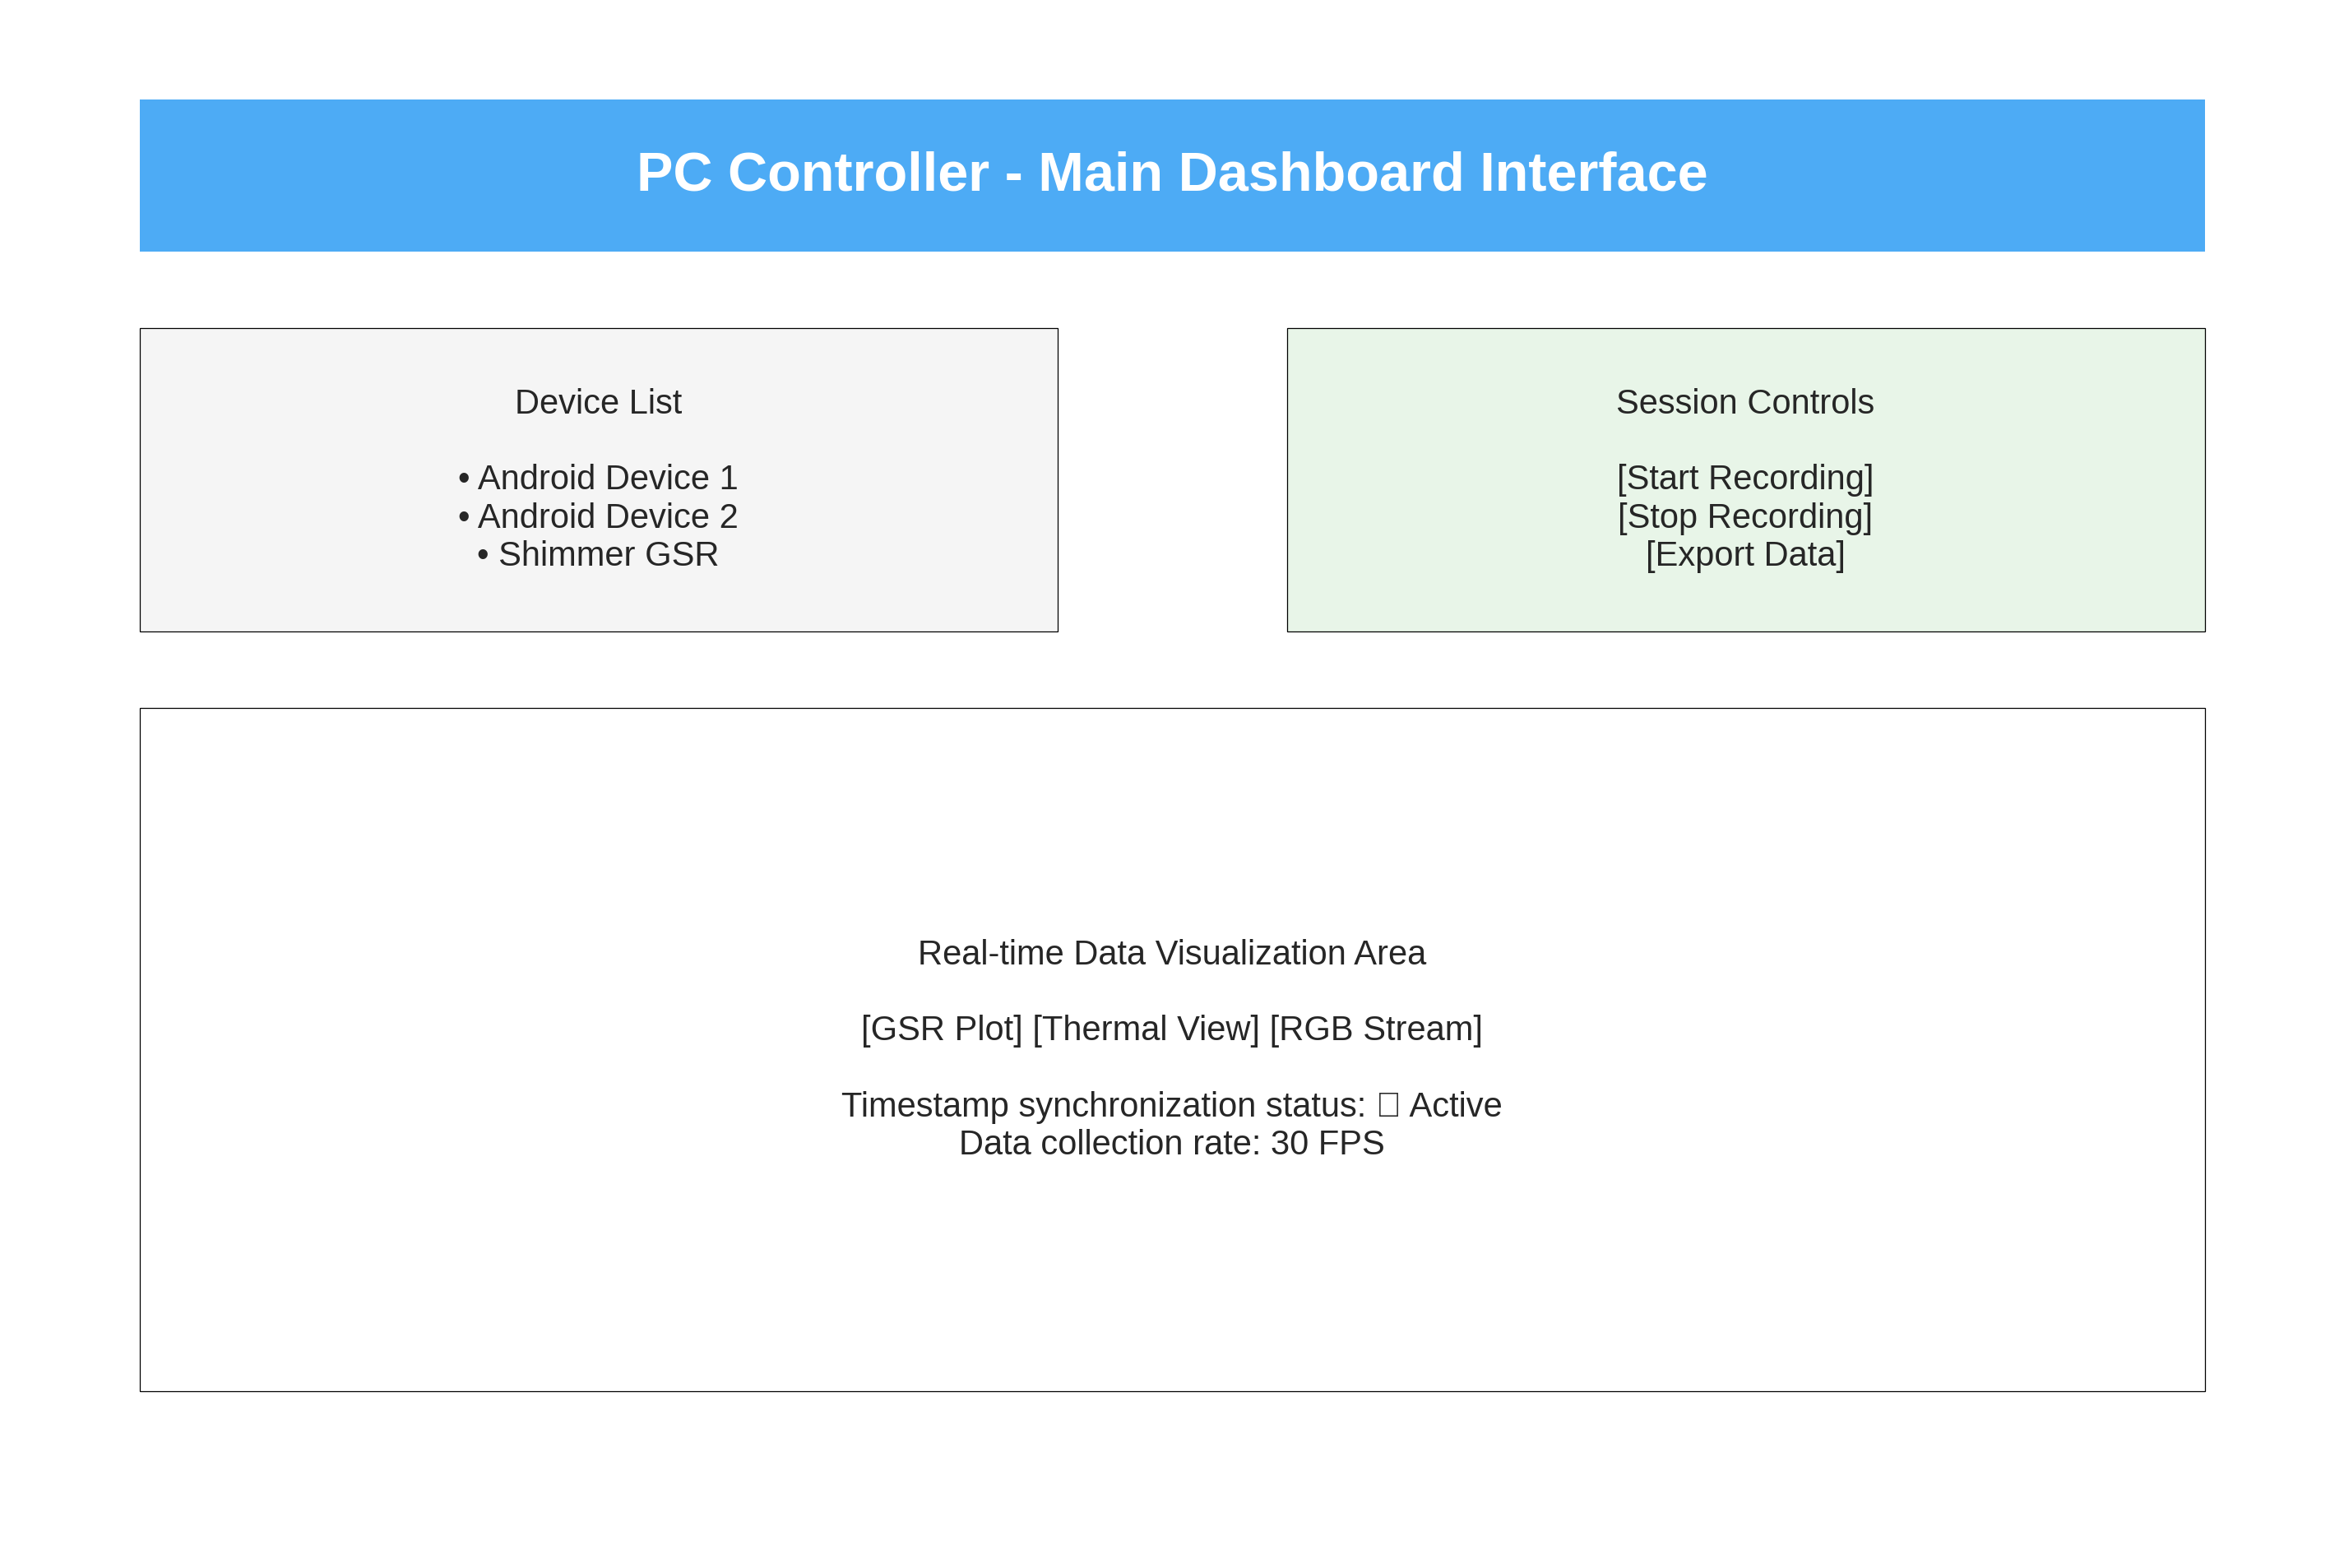 PC Controller - Main Dashboard Interface
Device List
• Android Device 1
• Android Device 2
• Shimmer GSR
Session Controls
[Start Recording]
[Stop Recording]
[Export Data]
Real-time Data Visualization Area
[GSR Plot] [Thermal View] [RGB Stream]
Timestamp synchronization status: Active
Data collection rate: 30 FPS